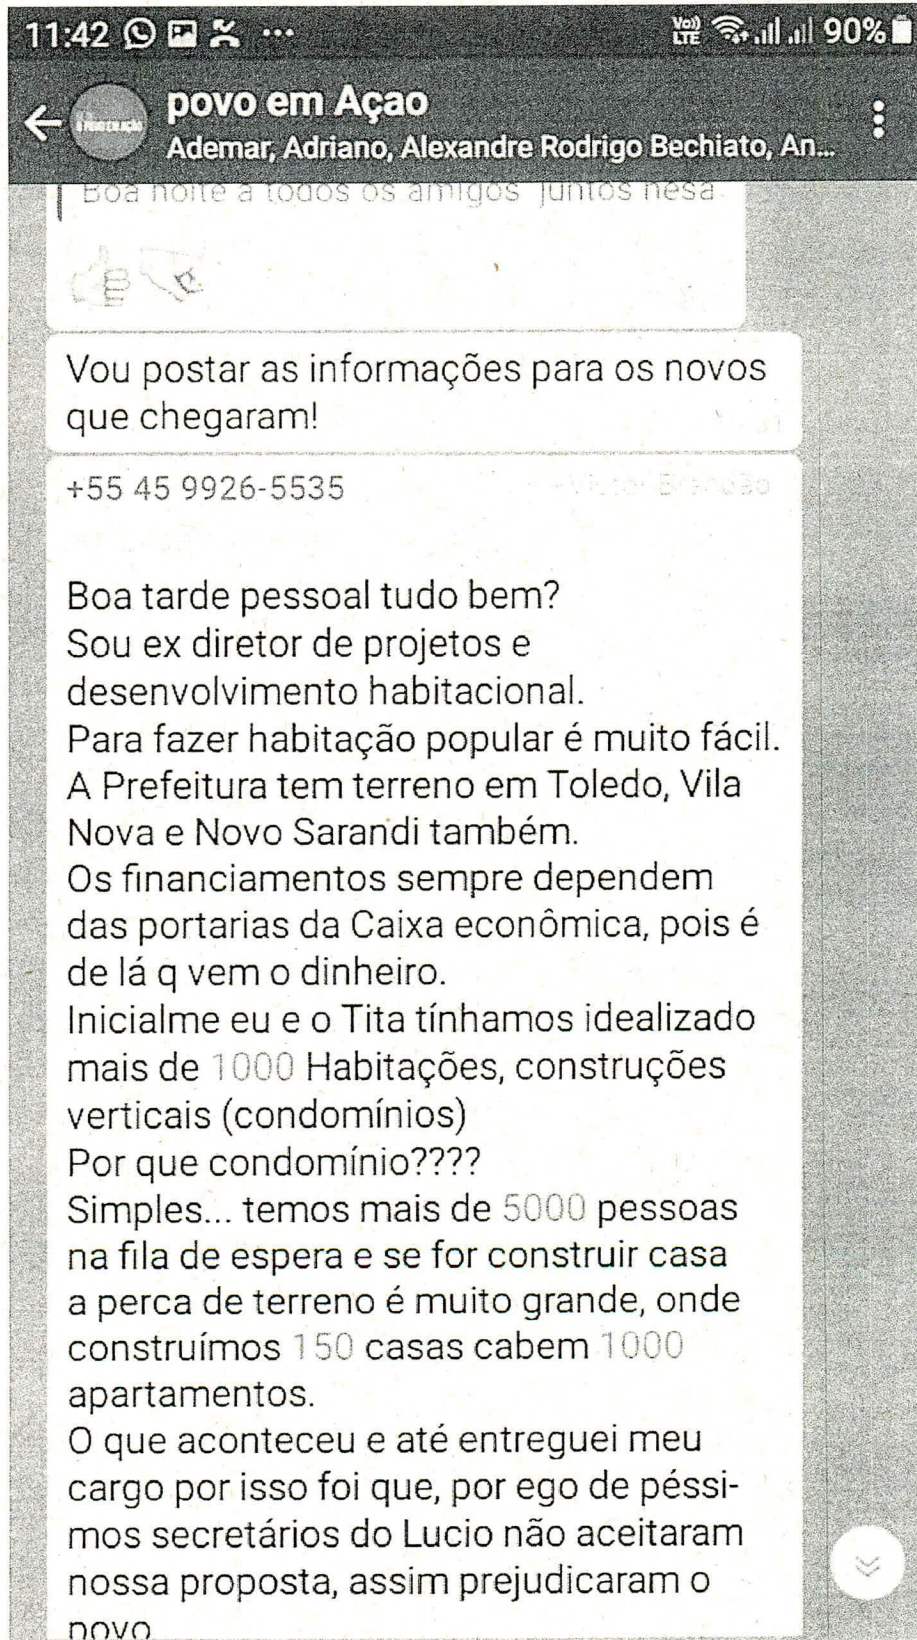 11:42 ... Vo)) LTE 4+ 90%
povo em Açao
Ademar, Adriano, Alexandre Rodrigo Bechiato, An...
Boa noite a todos os amigos juntos nesa
Vou postar as informações para os novos
que chegaram!
+55 45 9926-5535
Boa tarde pessoal tudo bem?
Sou ex diretor de projetos e
desenvolvimento habitacional.
Para fazer habitação popular é muito fácil.
A Prefeitura tem terreno em Toledo, Vila
Nova e Novo Sarandi também.
Os financiamentos sempre dependem
das portarias da Caixa econômica, pois é
de lá q vem o dinheiro.
Inicialme eu e o Tita tínhamos idealizado
mais de 1000 Habitações, construções
verticais (condomínios)
Por que condomínio????
Simples... temos mais de 5000 pessoas
na fila de espera e se for construir casa
a perca de terreno é muito grande, onde
construímos 150 casas cabem 1000
apartamentos.
O que aconteceu e até entreguei meu
cargo por isso foi que, por ego de péssi-
mos secretários do Lucio não aceitaram
nossa proposta, assim prejudicaram o
povo